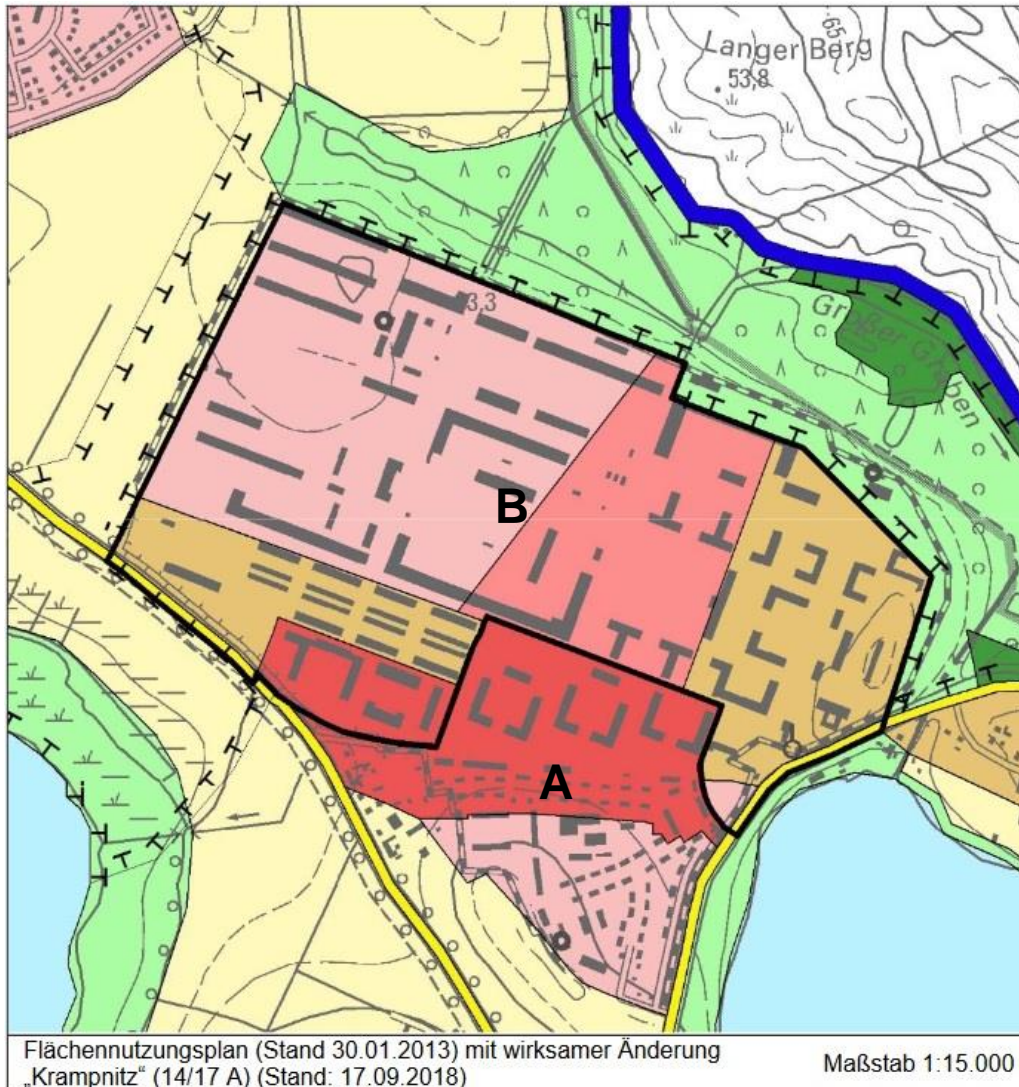 Langer Berg
65
53,8
3,3
Großer Graben
B
A
Flächennutzungsplan (Stand 30.01.2013) mit wirksamer Änderung
„Krampnitz“ (14/17 A) (Stand: 17.09.2018)
Maßstab 1:15.000